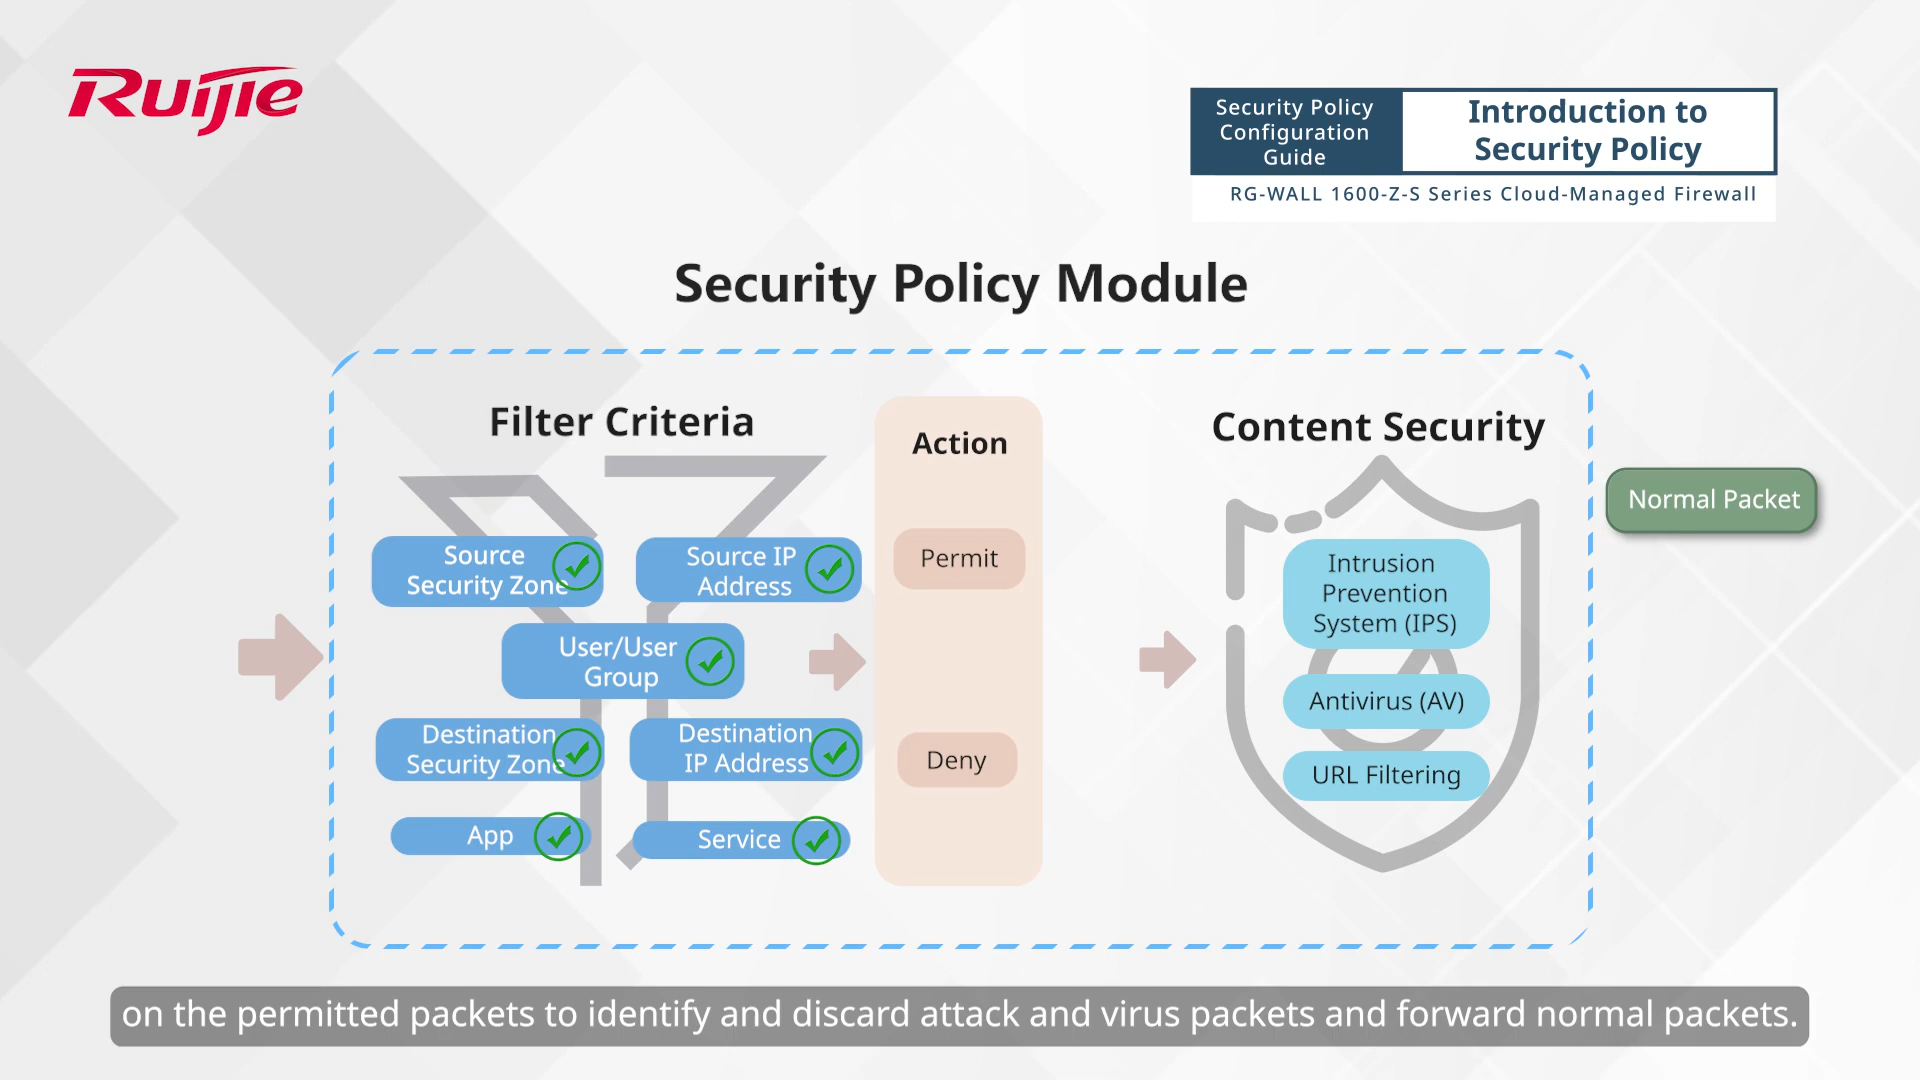 Ruijie
Security Policy
Configuration
Guide
Introduction to
Security Policy
RG-WALL 1600-Z-S Series Cloud-Managed Firewall
Security Policy Module
Filter Criteria
Source
Security Zone
Source IP
Address
User/User
Group
Destination
Security Zone
Destination
IP Address
App
Service
Action
Permit
Deny
Content Security
Intrusion
Prevention
System (IPS)
Antivirus (AV)
URL Filtering
Normal Packet
on the permitted packets to identify and discard attack and virus packets and forward normal packets.